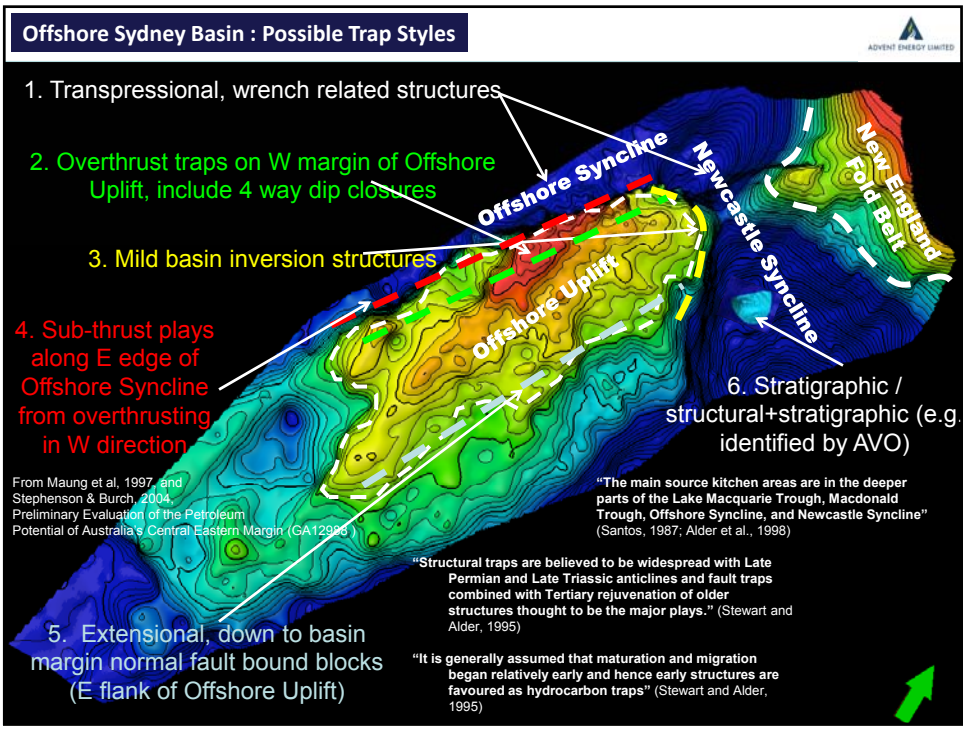 Offshore Sydney Basin : Possible Trap Styles
ADVENT ENERGY LIMITED
1. Transpressional, wrench related structures
2. Overthrust traps on W margin of Offshore
Uplift, include 4 way dip closures
3. Mild basin inversion structures
4. Sub-thrust plays
along E edge of
Offshore Syncline
from overthrusting
in W direction
Offshore Syncline
Newcastle Syncline
New England
Fold Belt
Offshore Uplift
6. Stratigraphic /
structural+stratigraphic (e.g.
identified by AVO)
From Maung et al, 1997, and
Stephenson & Burch, 2004,
Preliminary Evaluation of the Petroleum
Potential of Australia's Central Eastern Margin (GA12988 )
“The main source kitchen areas are in the deeper
parts of the Lake Macquarie Trough, Macdonald
Trough, Offshore Syncline, and Newcastle Syncline”
(Santos, 1987; Alder et al., 1998)
“Structural traps are believed to be widespread with Late
Permian and Late Triassic anticlines and fault traps
combined with Tertiary rejuvenation of older
structures thought to be the major plays.” (Stewart and
Alder, 1995)
5. Extensional, down to basin
margin normal fault bound blocks
(E flank of Offshore Uplift)
“It is generally assumed that maturation and migration
began relatively early and hence early structures are
favoured as hydrocarbon traps” (Stewart and Alder,
1995)